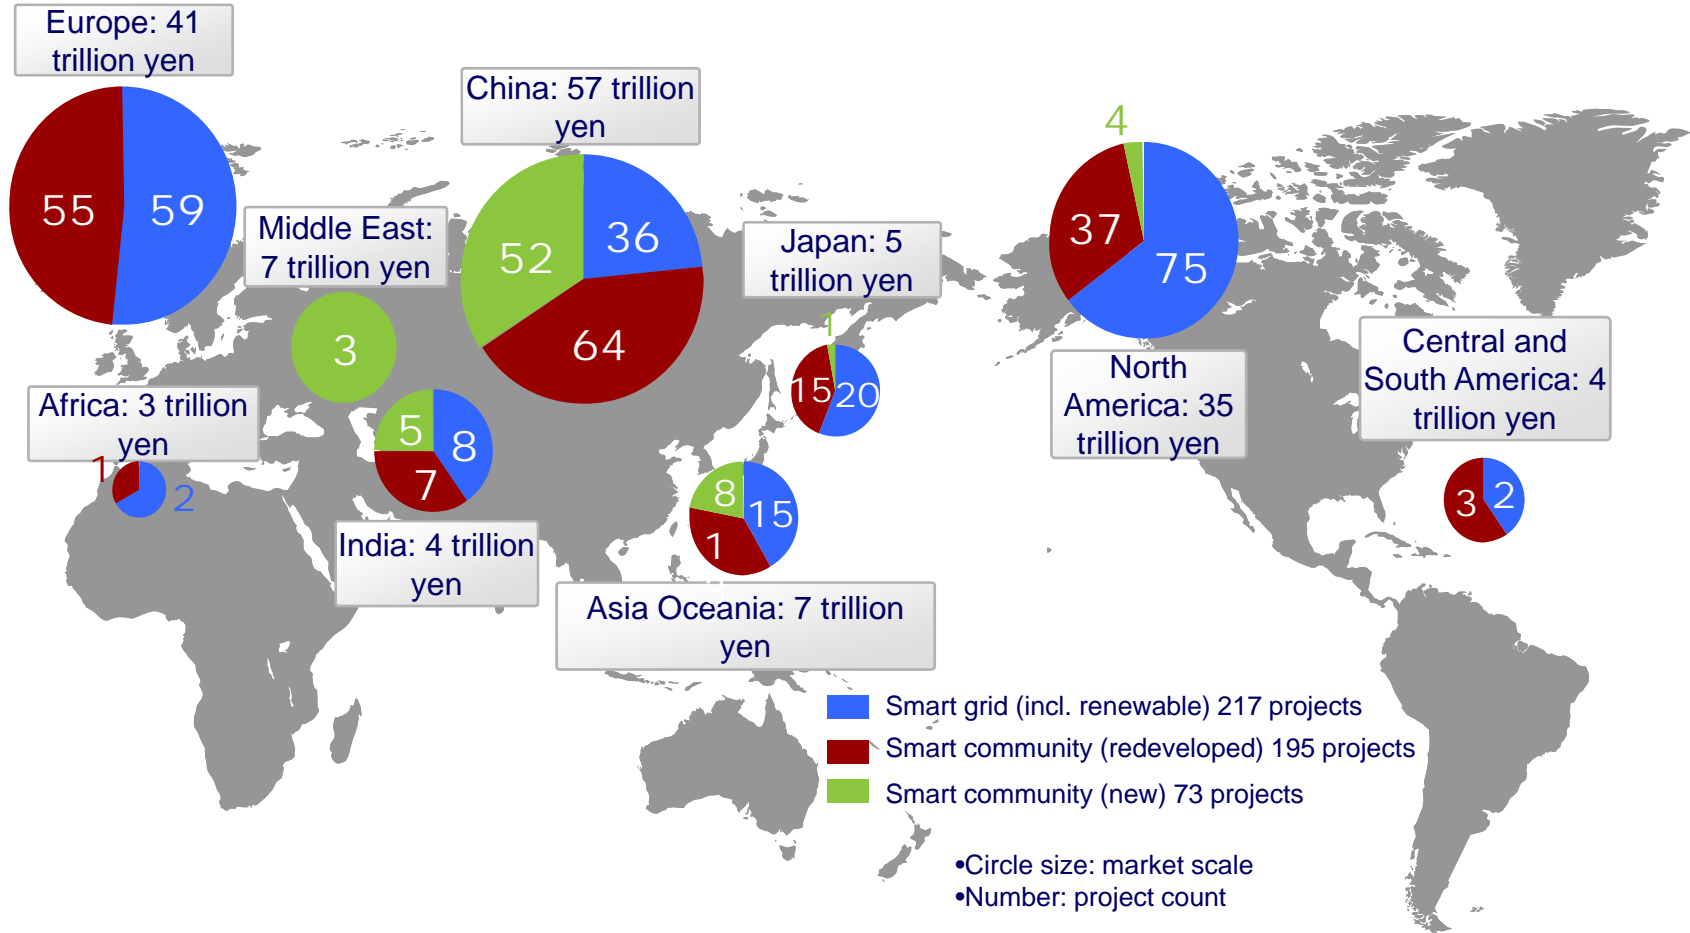 Europe: 41
trillion yen
55
59
China: 57 trillion
yen
52
36
64
Middle East:
7 trillion yen
3
Japan: 5
trillion yen
1
15
20
4
37
75
North
America: 35
trillion yen
Central and
South America: 4
trillion yen
3
2
Africa: 3 trillion
yen
1
2
5
8
7
India: 4 trillion
yen
8
15
1
Asia Oceania: 7 trillion
yen
Smart grid (incl. renewable) 217 projects
Smart community (redeveloped) 195 projects
Smart community (new) 73 projects
•Circle size: market scale
•Number: project count